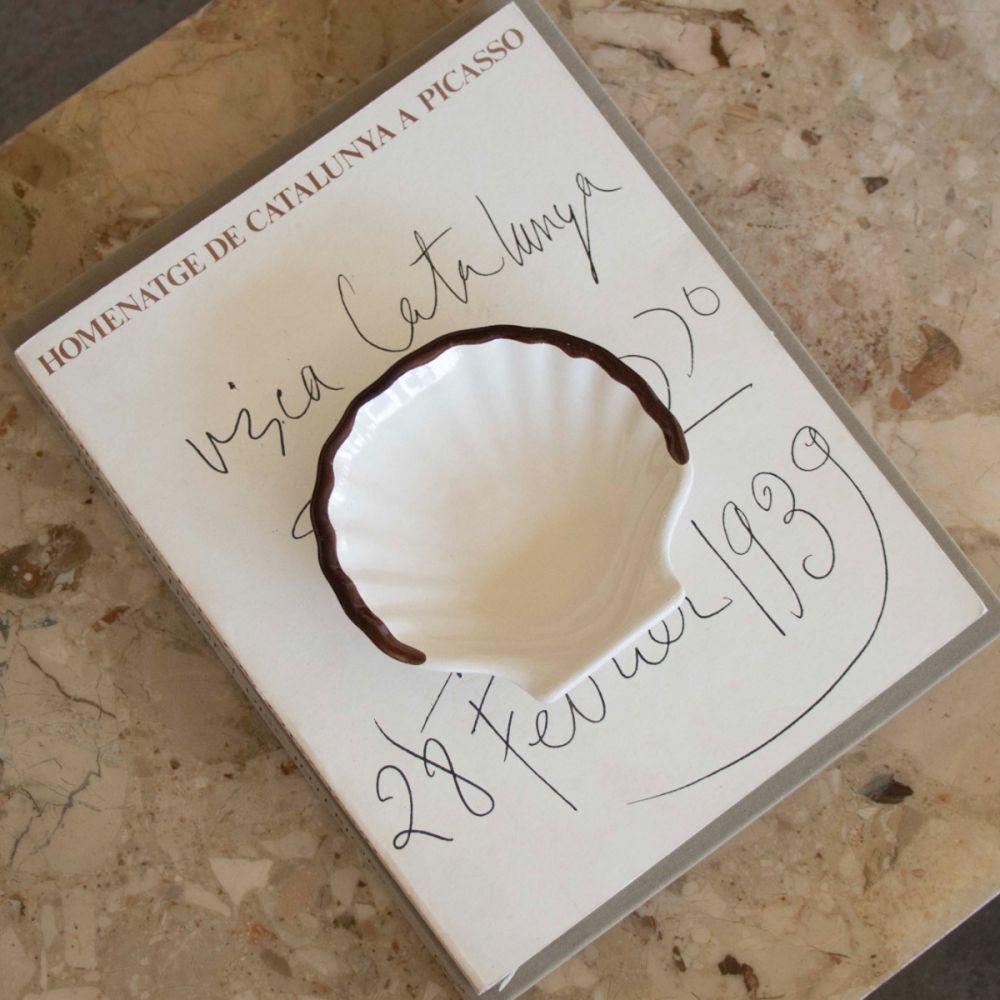 HOMENATGE DE CATALUNYA A PICASSO
visca Catalunya
28 Fevrier 1939